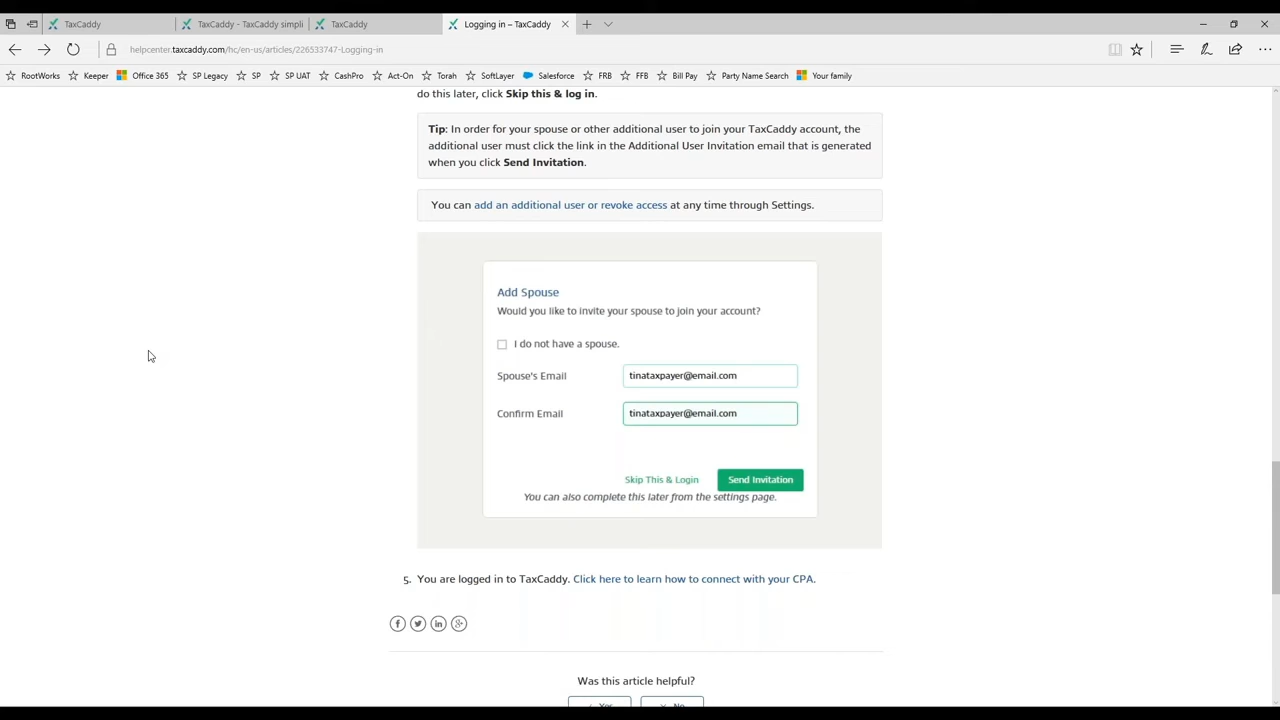 TaxCaddy
TaxCaddy - TaxCaddy simpli
TaxCaddy
Logging in – TaxCaddy
helpcenter.taxcaddy.com/hc/en-us/articles/226533747-Logging-in
RootWorks Keeper Office 365 SP Legacy SP SP UAT CashPro Act-On Torah SoftLayer Salesforce FRB FFB Bill Pay Party Name Search Your family
do this later, click Skip this & log in.
Tip: In order for your spouse or other additional user to join your TaxCaddy account, the
additional user must click the link in the Additional User Invitation email that is generated
when you click Send Invitation.
You can add an additional user or revoke access at any time through Settings.
Add Spouse
Would you like to invite your spouse to join your account?
I do not have a spouse.
Spouse's Email tinataxpayer@email.com
Confirm Email tinataxpayer@email.com
Skip This & Login Send Invitation
You can also complete this later from the settings page.
5. You are logged in to TaxCaddy. Click here to learn how to connect with your CPA.
Was this article helpful?
Yes No